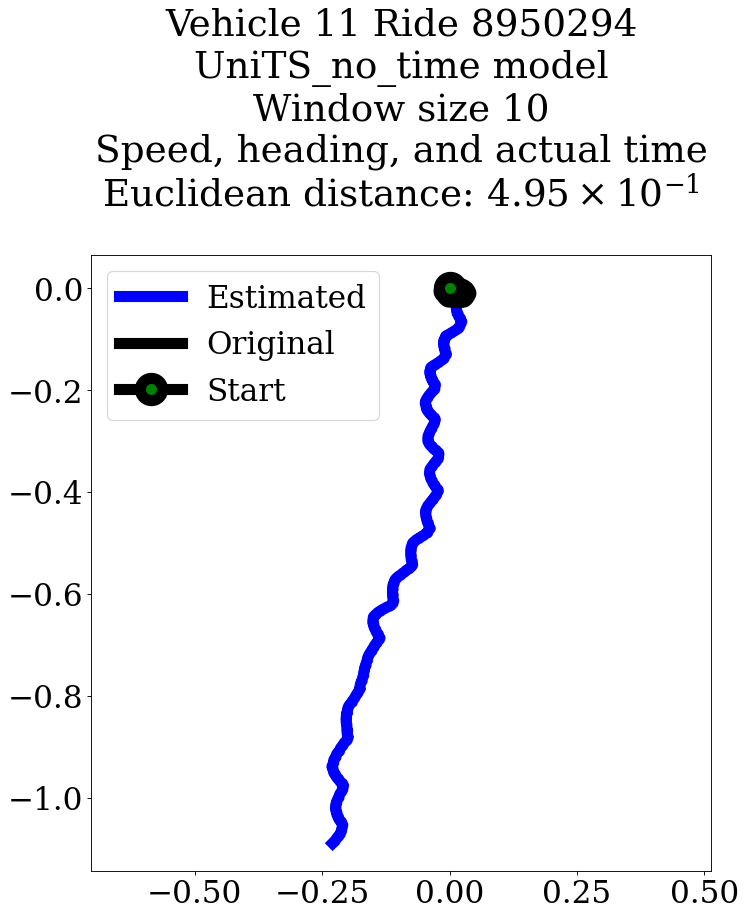 Vehicle 11 Ride 8950294
UniTS_no_time model
Window size 10
Speed, heading, and actual time
Euclidean distance: 4.95 × 10⁻¹
Estimated
Original
Start
0.0
−0.2
−0.4
−0.6
−0.8
−1.0
−0.50 −0.25 0.00 0.25 0.50